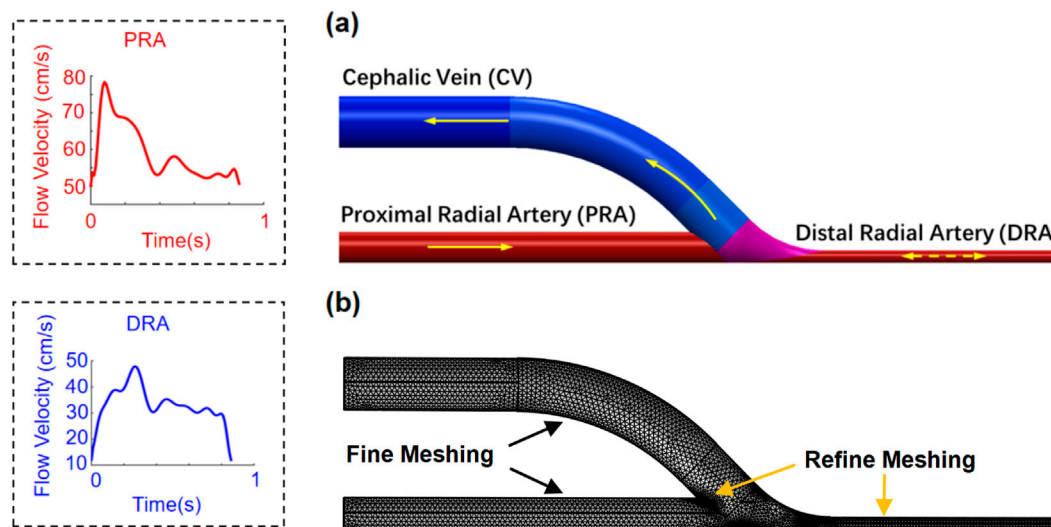 PRA
Flow Velocity (cm/s)
80
70
60
50
0
1
Time(s)
(a)
Cephalic Vein (CV)
Proximal Radial Artery (PRA)
Distal Radial Artery (DRA)
DRA
Flow Velocity (cm/s)
50
40
30
20
10
0
1
Time(s)
(b)
Fine Meshing
Refine Meshing